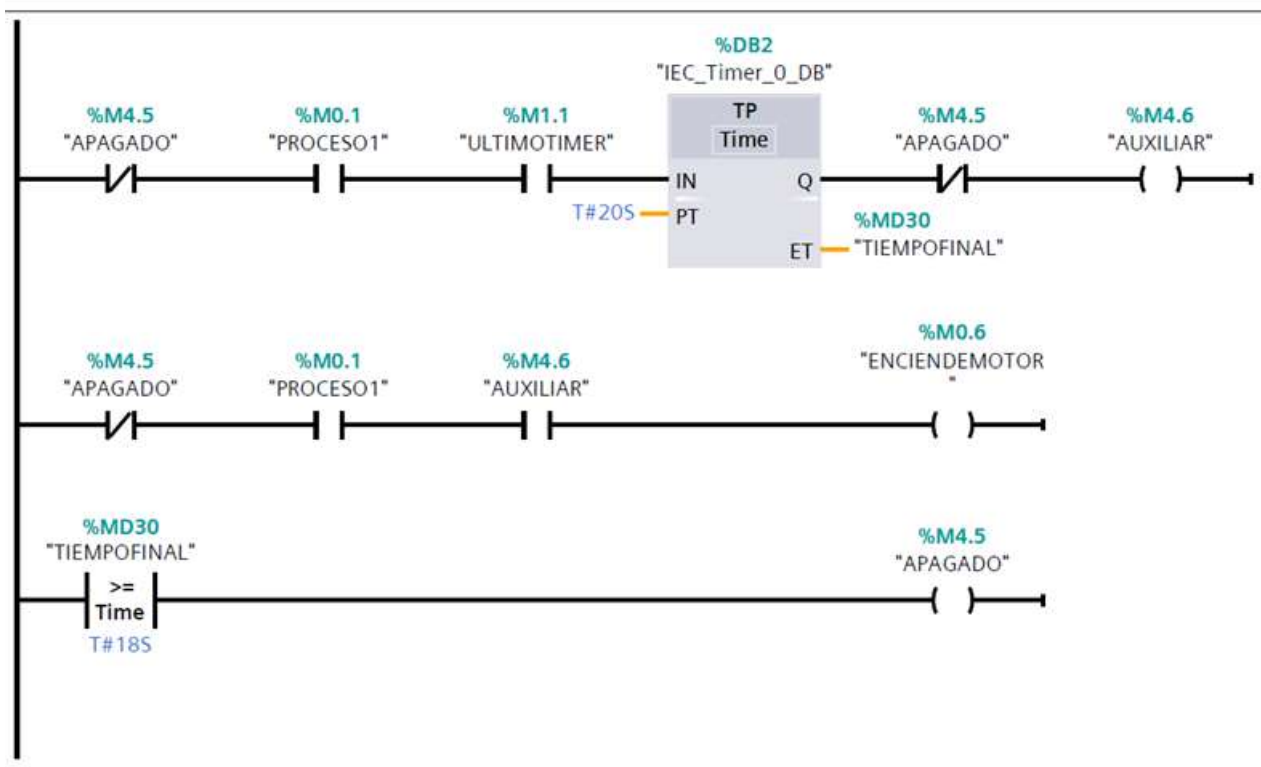 %DB2
"IEC_Timer_0_DB"
%M4.5 %M0.1 %M1.1 TP %M4.5 %M4.6
"APAGADO" "PROCESO1" "ULTIMOTIMER" Time "APAGADO" "AUXILIAR"
IN Q
T#20S PT %MD30
ET "TIEMPOFINAL"
%M0.6
%M4.5 %M0.1 %M4.6 "ENCIENDEMOTOR
"APAGADO" "PROCESO1" "AUXILIAR" "
%MD30 %M4.5
"TIEMPOFINAL" "APAGADO"
>=
Time
T#18S